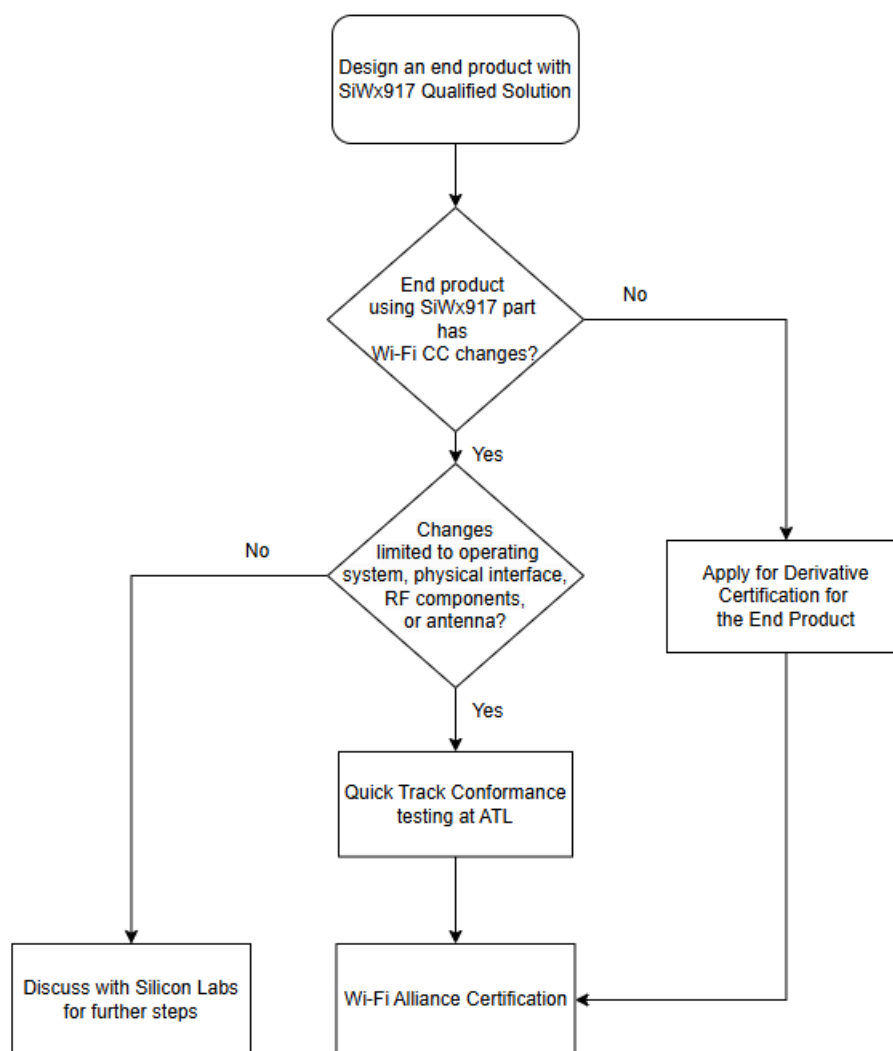 Design an end product with
SiWx917 Qualified Solution
End product
using SiWx917 part
has
Wi-Fi CC changes?
No
Yes
Changes
limited to operating
system, physical interface,
RF components,
or antenna?
No
Apply for Derivative
Certification for
the End Product
Yes
Quick Track Conformance
testing at ATL
Discuss with Silicon Labs
for further steps
Wi-Fi Alliance Certification